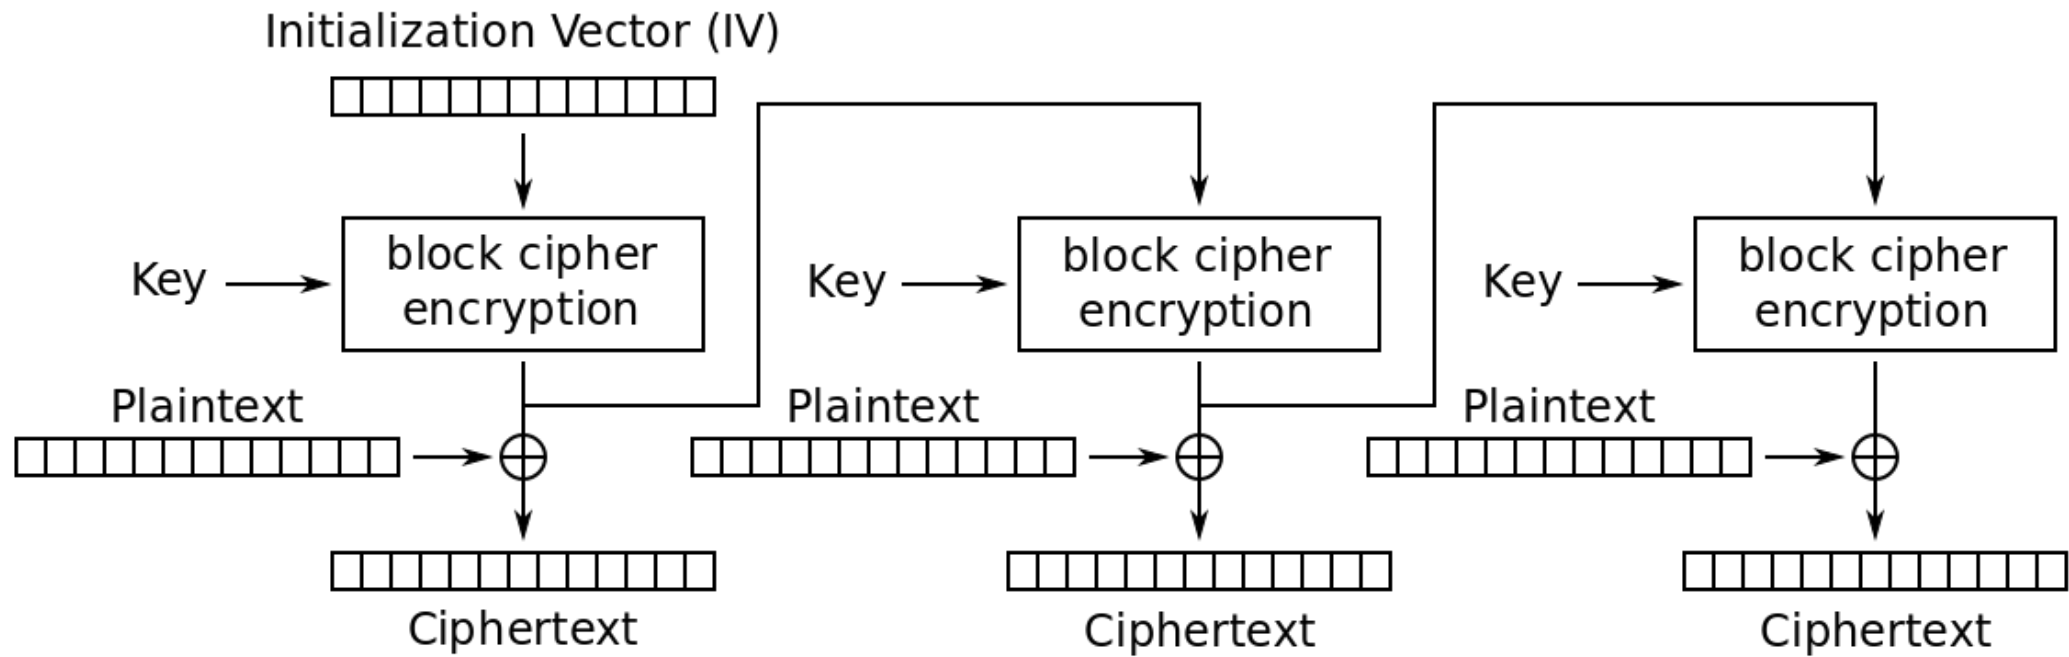 Initialization Vector (IV)
Key
block cipher
encryption
Key
block cipher
encryption
Key
block cipher
encryption
Plaintext
Plaintext
Plaintext
Ciphertext
Ciphertext
Ciphertext